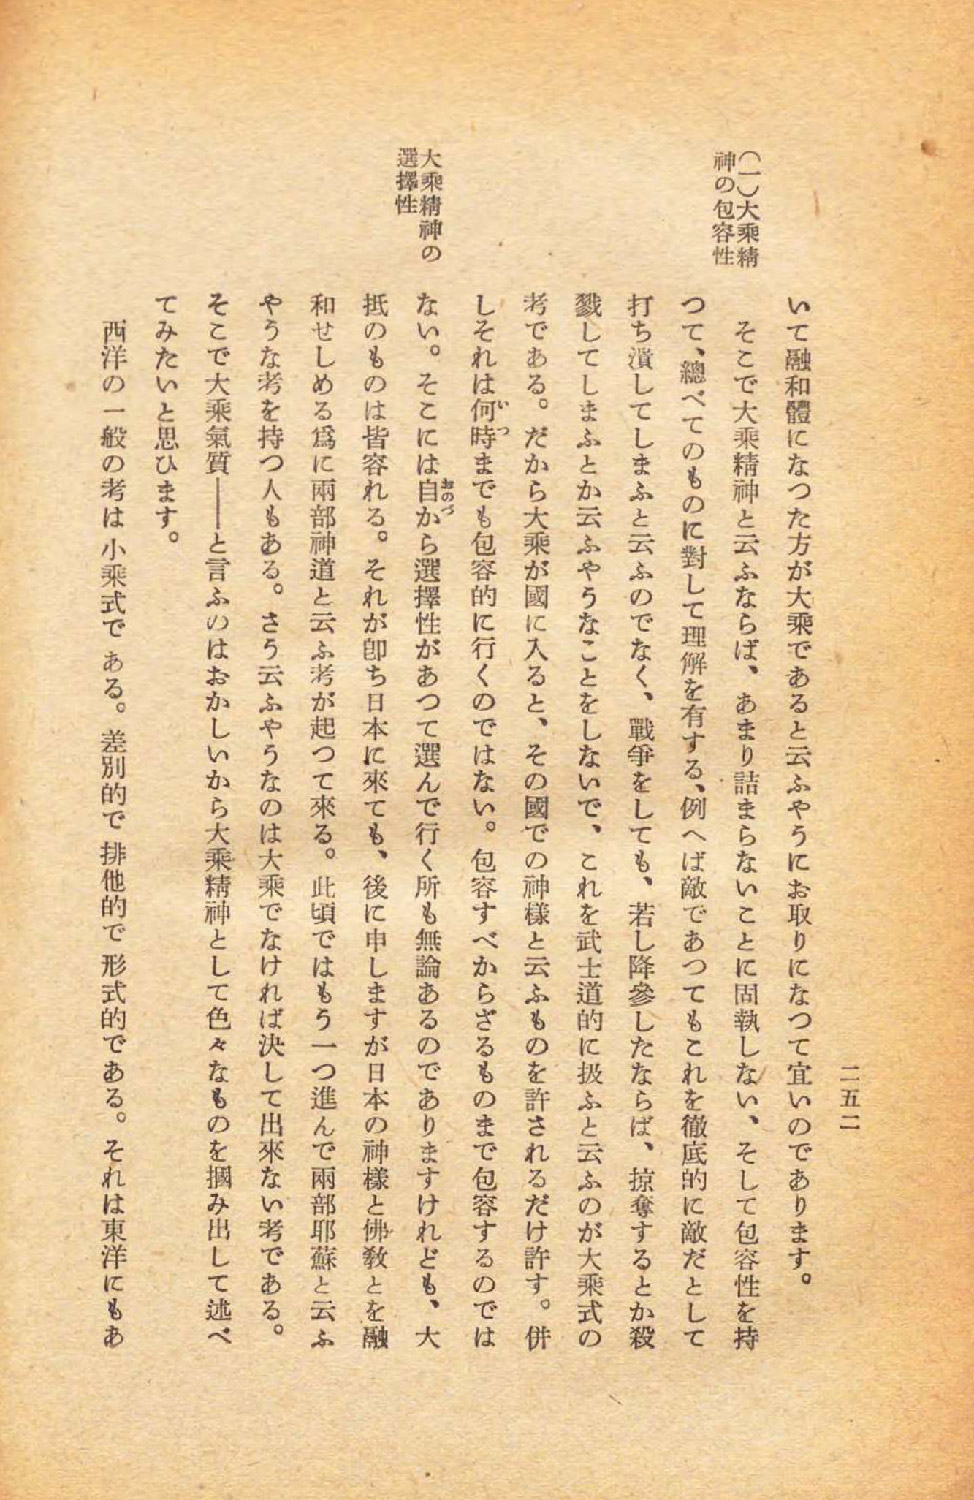 二五二
(一)大乘精
神の包容性
大乘精神の
選擇性
いて融和體になつた方が大乘であると云ふやうにお取りになつて宜いのであります。
そこで大乘精神と云ふならば、あまり詰まらないことに固執しない、そして包容性を持
つて、總べてのものに對して理解を有する、例へば敵であつてもこれを徹底的に敵だとして
打ち潰してしまふと云ふのでなく、戰爭をしても、若し降參したならば、掠奪するとか殺
戮してしまふとか云ふやうなことをしないで、これを武士道的に扱ふと云ふのが大乘式の
考である。だから大乘が國に入ると、その國での神樣と云ふものを許されるだけ許す。併
しそれは何時までも包容的に行くのではない。包容すべからざるものまで包容するのでは
ない。そこには自から選擇性があつて選んで行く所も無論あるのでありますけれども、大
抵のものは皆容れる。それが卽ち日本に來ても、後に申しますが日本の神樣と佛敎とを融
和せしめる爲に兩部神道と云ふ考が起つて來る。此頃ではもう一つ進んで兩部耶蘇と云ふ
やうな考を持つ人もある。さう云ふやうなのは大乘でなければ決して出來ない考である。
そこで大乘氣質――と言ふのはおかしいから大乘精神として色々なものを摑み出して述べ
てみたいと思ひます。
西洋の一般の考は小乘式である。差別的で排他的で形式的である。それは東洋にもあ